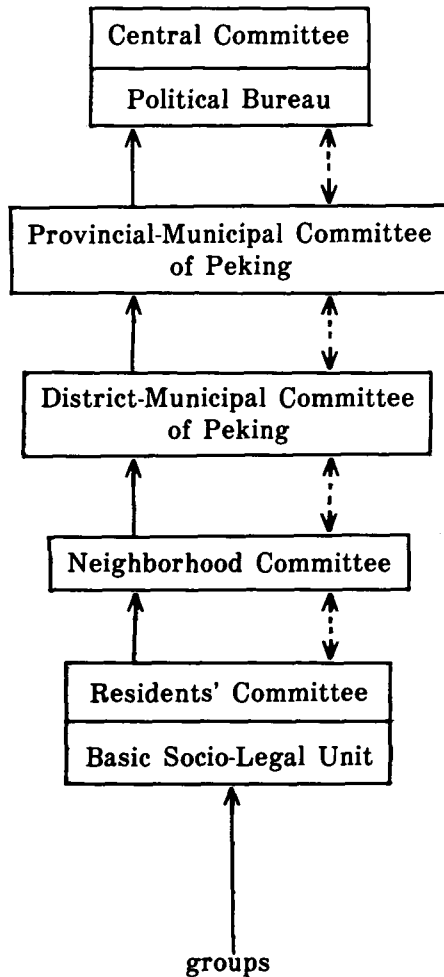 Central Committee
Political Bureau
Provincial-Municipal Committee
of Peking
District-Municipal Committee
of Peking
Neighborhood Committee
Residents' Committee
Basic Socio-Legal Unit
groups